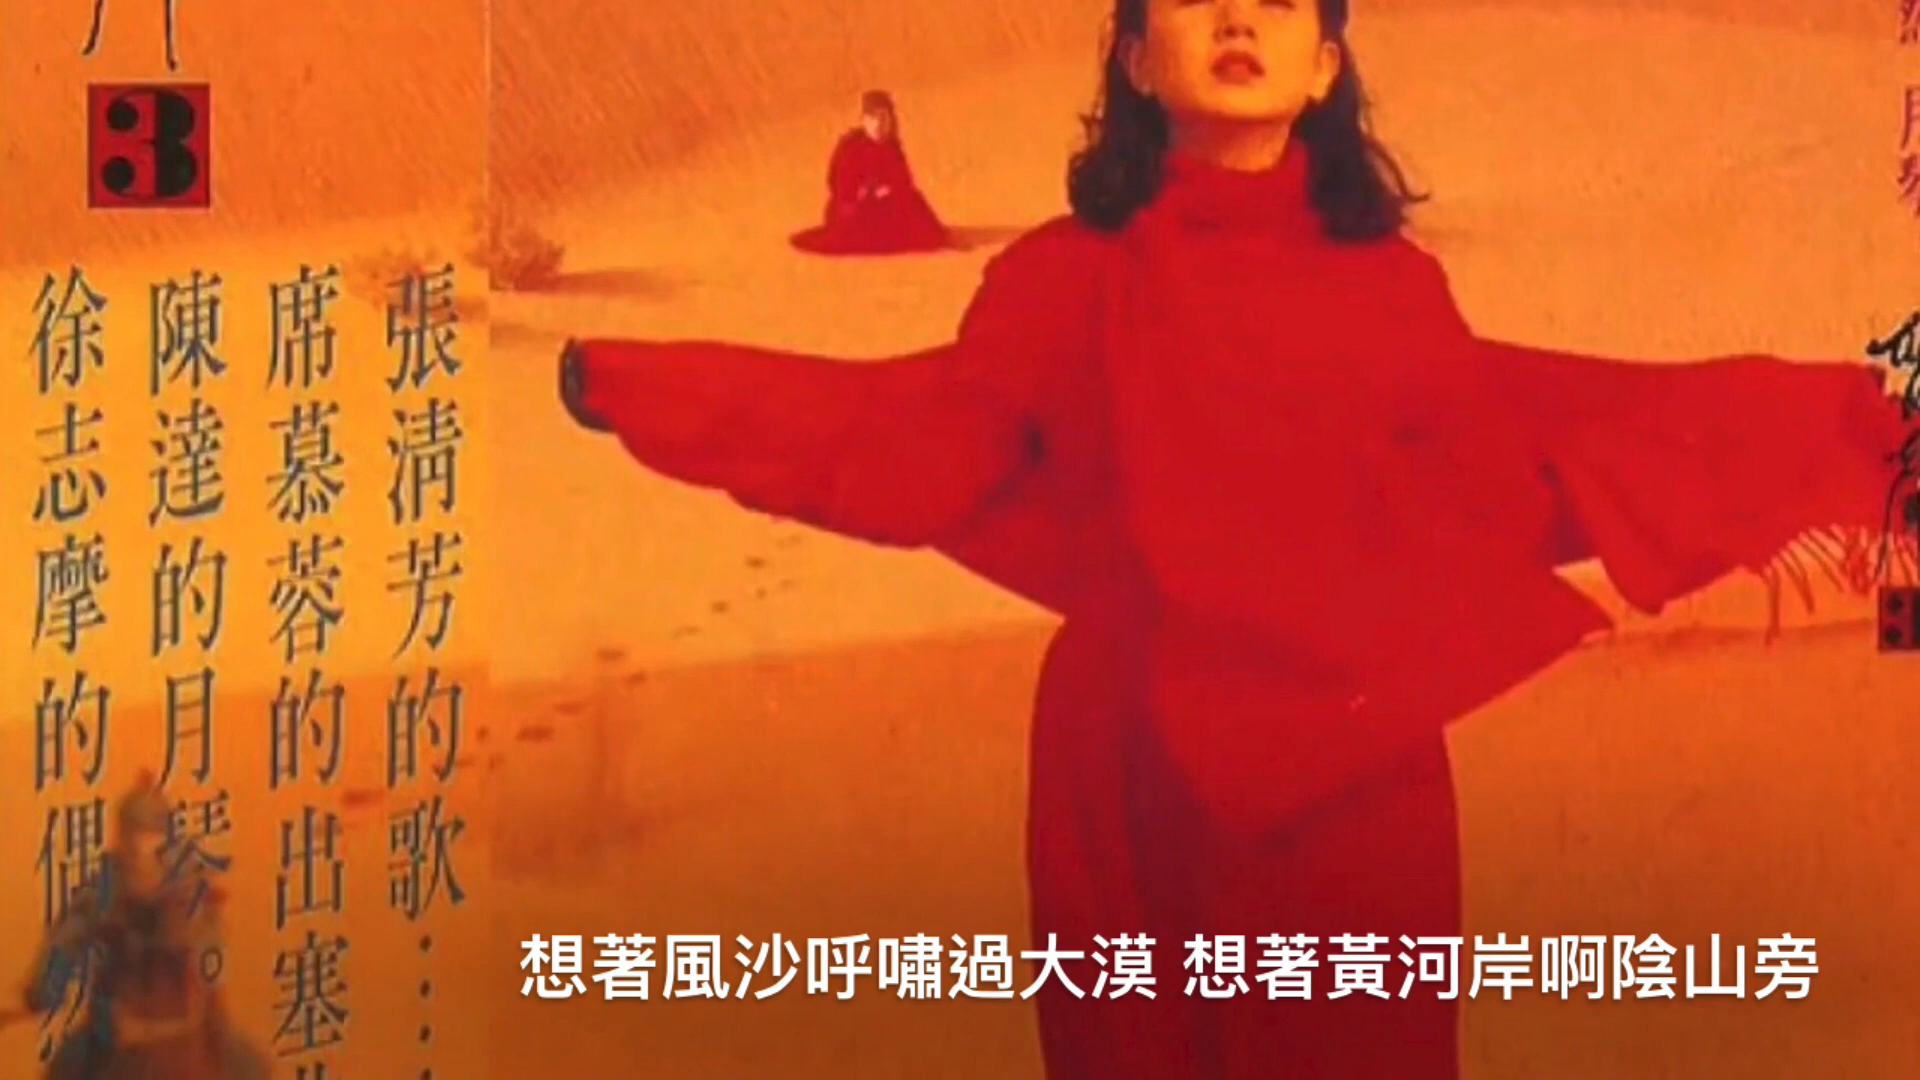 3
張清芳的歌⋯⋯
席慕蓉的出塞曲
陳達的月琴。
徐志摩的偶然
想著風沙呼嘯過大漠 想著黃河岸啊陰山旁